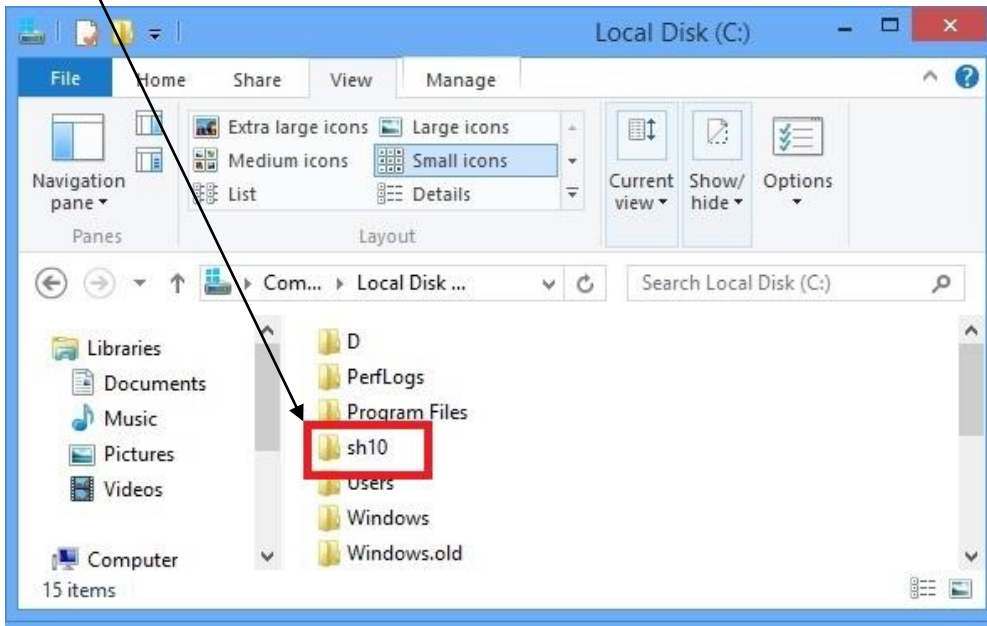 Local Disk (C:)
File Home Share View Manage
Extra large icons Large icons
Medium icons Small icons
List Details
Navigation pane
Current view
Show/ hide
Options
Panes Layout
Com... Local Disk ... Search Local Disk (C:)
Libraries
Documents
Music
Pictures
Videos
Computer
D
PerfLogs
Program Files
sh10
Users
Windows
Windows.old
15 items